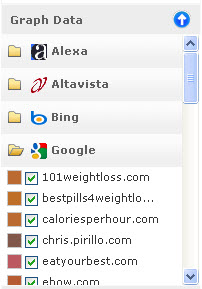 Graph Data
Alexa
Altavista
Bing
Google
101weightloss.com
bestpills4weightlo...
caloriesperhour.com
chris.pirillo.com
eatyourbest.com
ehow.com